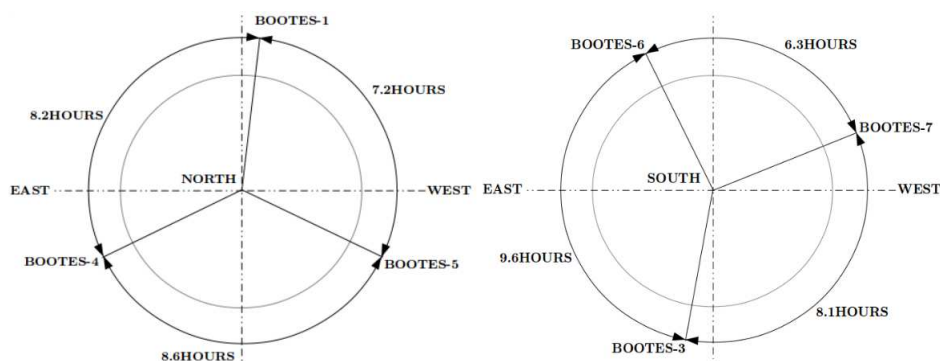 BOOTES-1
7.2HOURS
8.2HOURS
NORTH
EAST
WEST
BOOTES-4
BOOTES-5
8.6HOURS
BOOTES-6
6.3HOURS
BOOTES-7
SOUTH
EAST
WEST
9.6HOURS
8.1HOURS
BOOTES-3